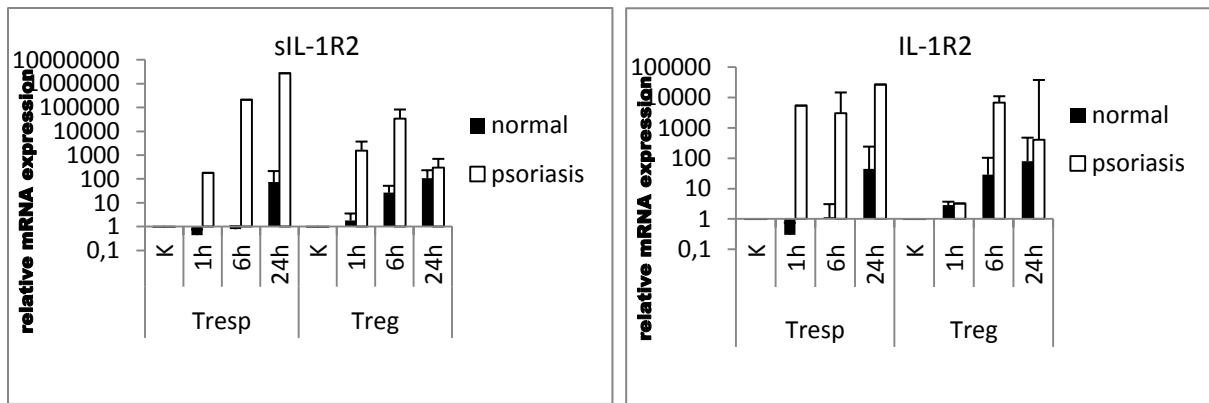 sIL-1R2
relative mRNA expression
10000000
1000000
100000
10000
1000
100
10
1
0,1
K
1h
6h
24h
K
1h
6h
24h
Tresp
Treg
normal
psoriasis
IL-1R2
relative mRNA expression
100000
10000
1000
100
10
1
0,1
K
1h
6h
24h
K
1h
6h
24h
Tresp
Treg
normal
psoriasis